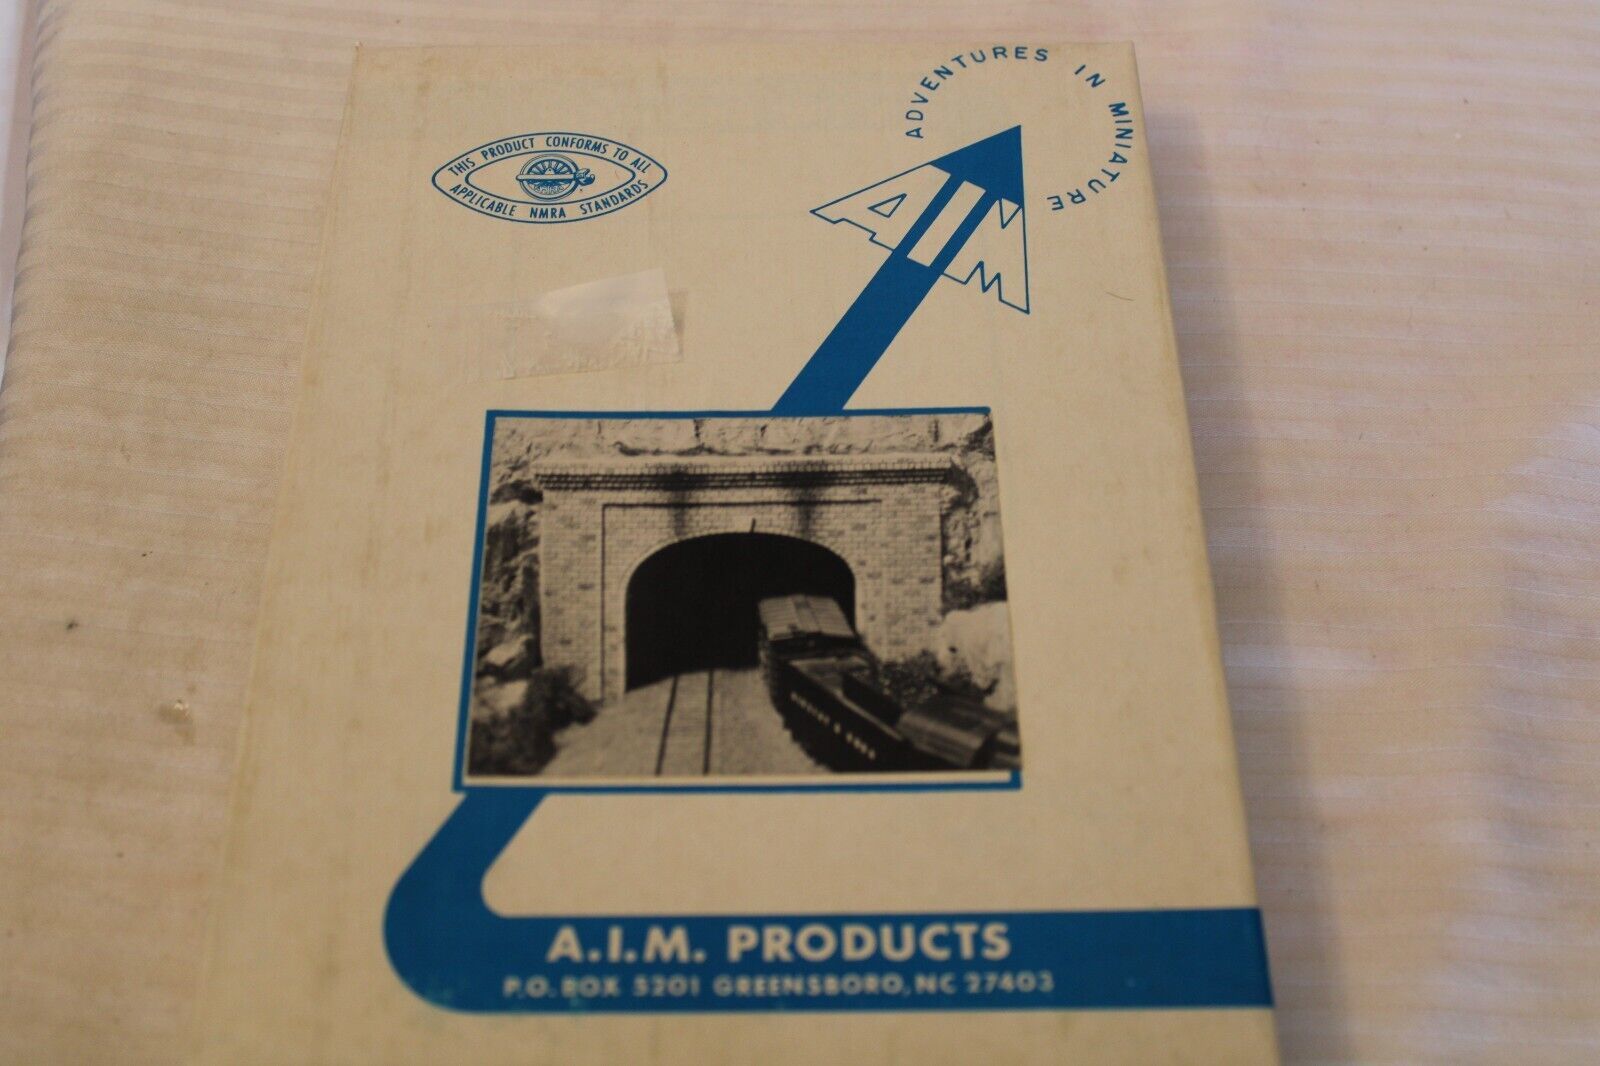 ADVENTURES IN MINIATURE
THIS PRODUCT CONFORMS TO ALL
APPLICABLE NMRA STANDARDS
AIM
A.I.M. PRODUCTS
P.O. BOX 5201 GREENSBORO, NC 27403